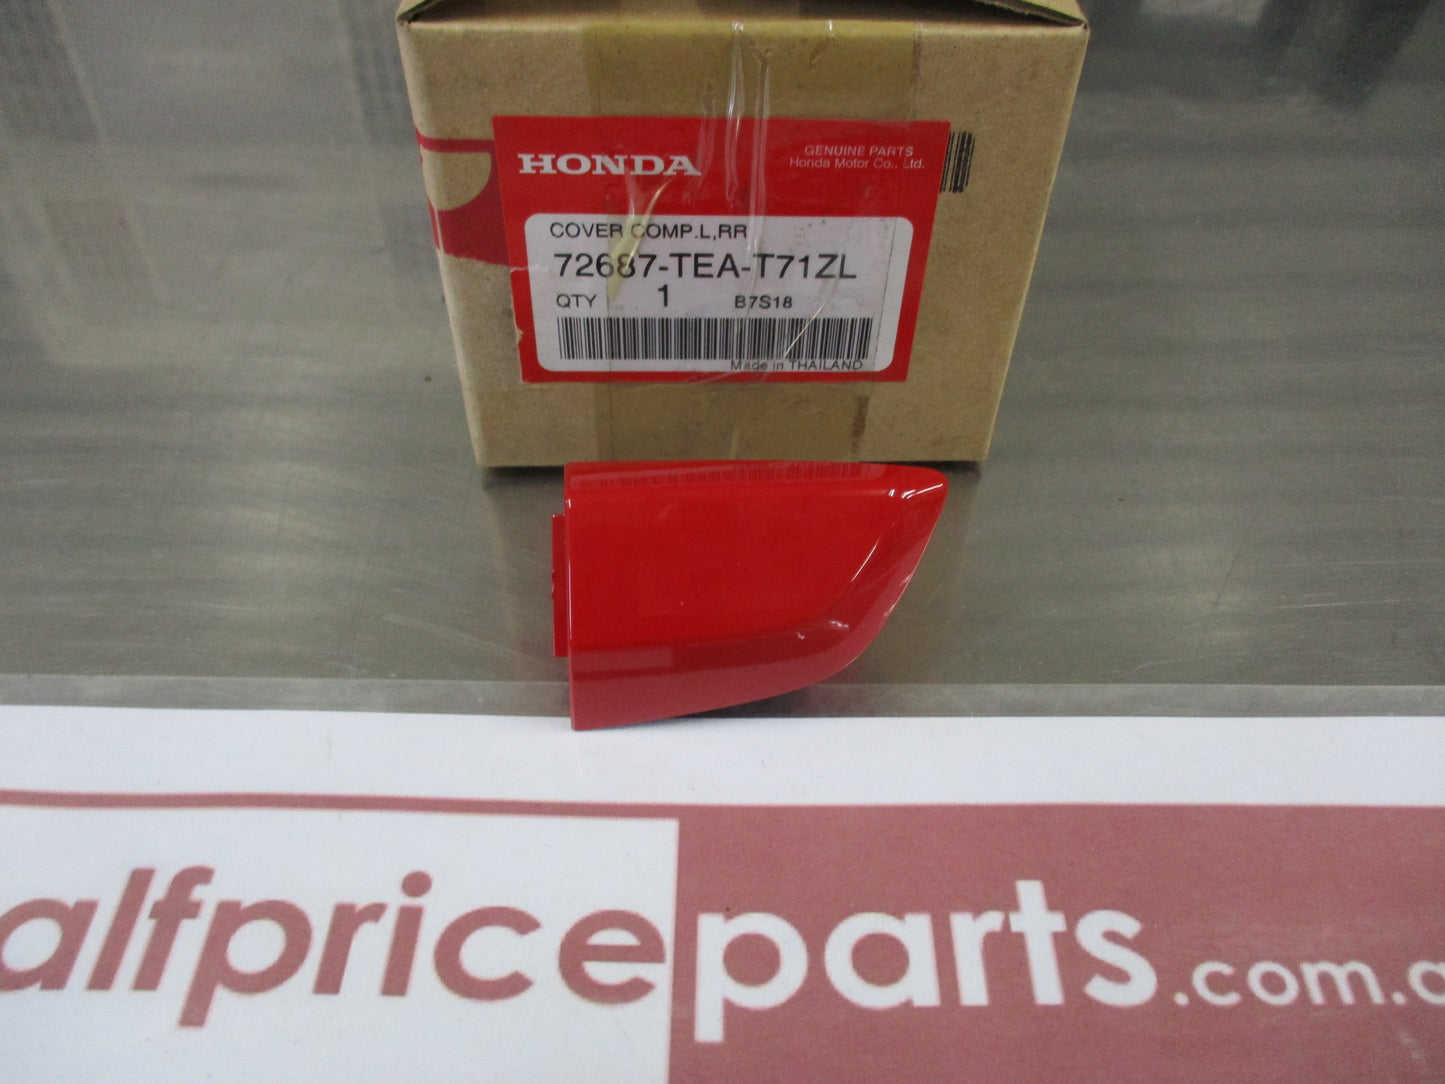 HONDA
GENUINE PARTS
Honda Motor Co., Ltd.
COVER COMP.L,RR
72687-TEA-T71ZL
QTY 1 B7S18
Made in THAILAND
alfpriceparts.com.a